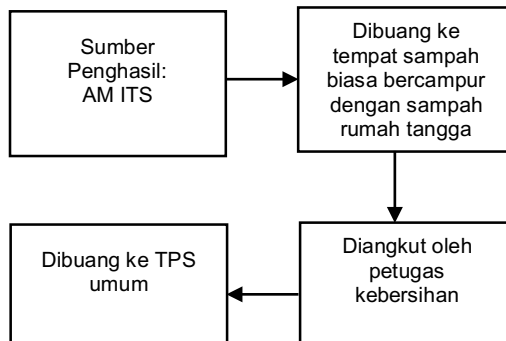 Sumber
Penghasil:
AM ITS
Dibuang ke
tempat sampah
biasa bercampur
dengan sampah
rumah tangga
Diangkut oleh
petugas
kebersihan
Dibuang ke TPS
umum